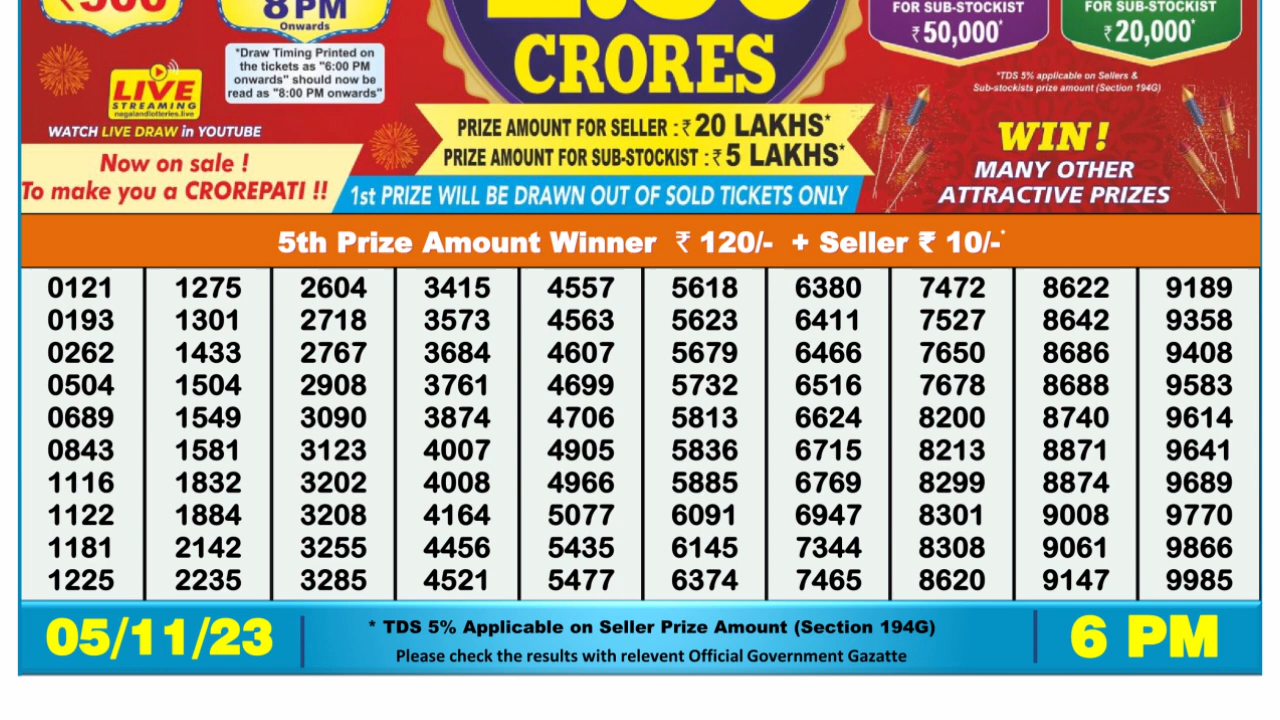 ₹500
8 PM
Onwards
*Draw Timing Printed on
the tickets as "6:00 PM
onwards" should now be
read as "8:00 PM onwards"
LIVE
STREAMING
nagalandlotteries.live
WATCH LIVE DRAW in YOUTUBE
Now on sale !
To make you a CROREPATI !!
CRORES
PRIZE AMOUNT FOR SELLER : ₹ 20 LAKHS*
PRIZE AMOUNT FOR SUB-STOCKIST : ₹ 5 LAKHS*
1st PRIZE WILL BE DRAWN OUT OF SOLD TICKETS ONLY
FOR SUB-STOCKIST
₹ 50,000*
FOR SUB-STOCKIST
₹ 20,000*
*TDS 5% applicable on Sellers &
Sub-stockists prize amount (Section 194G)
WIN !
MANY OTHER
ATTRACTIVE PRIZES
5th Prize Amount Winner ₹ 120/- + Seller ₹ 10/-*
0121 1275 2604 3415 4557 5618 6380 7472 8622 9189
0193 1301 2718 3573 4563 5623 6411 7527 8642 9358
0262 1433 2767 3684 4607 5679 6466 7650 8686 9408
0504 1504 2908 3761 4699 5732 6516 7678 8688 9583
0689 1549 3090 3874 4706 5813 6624 8200 8740 9614
0843 1581 3123 4007 4905 5836 6715 8213 8871 9641
1116 1832 3202 4008 4966 5885 6769 8299 8874 9689
1122 1884 3208 4164 5077 6091 6947 8301 9008 9770
1181 2142 3255 4456 5435 6145 7344 8308 9061 9866
1225 2235 3285 4521 5477 6374 7465 8620 9147 9985
05/11/23
* TDS 5% Applicable on Seller Prize Amount (Section 194G)
Please check the results with relevent Official Government Gazatte
6 PM